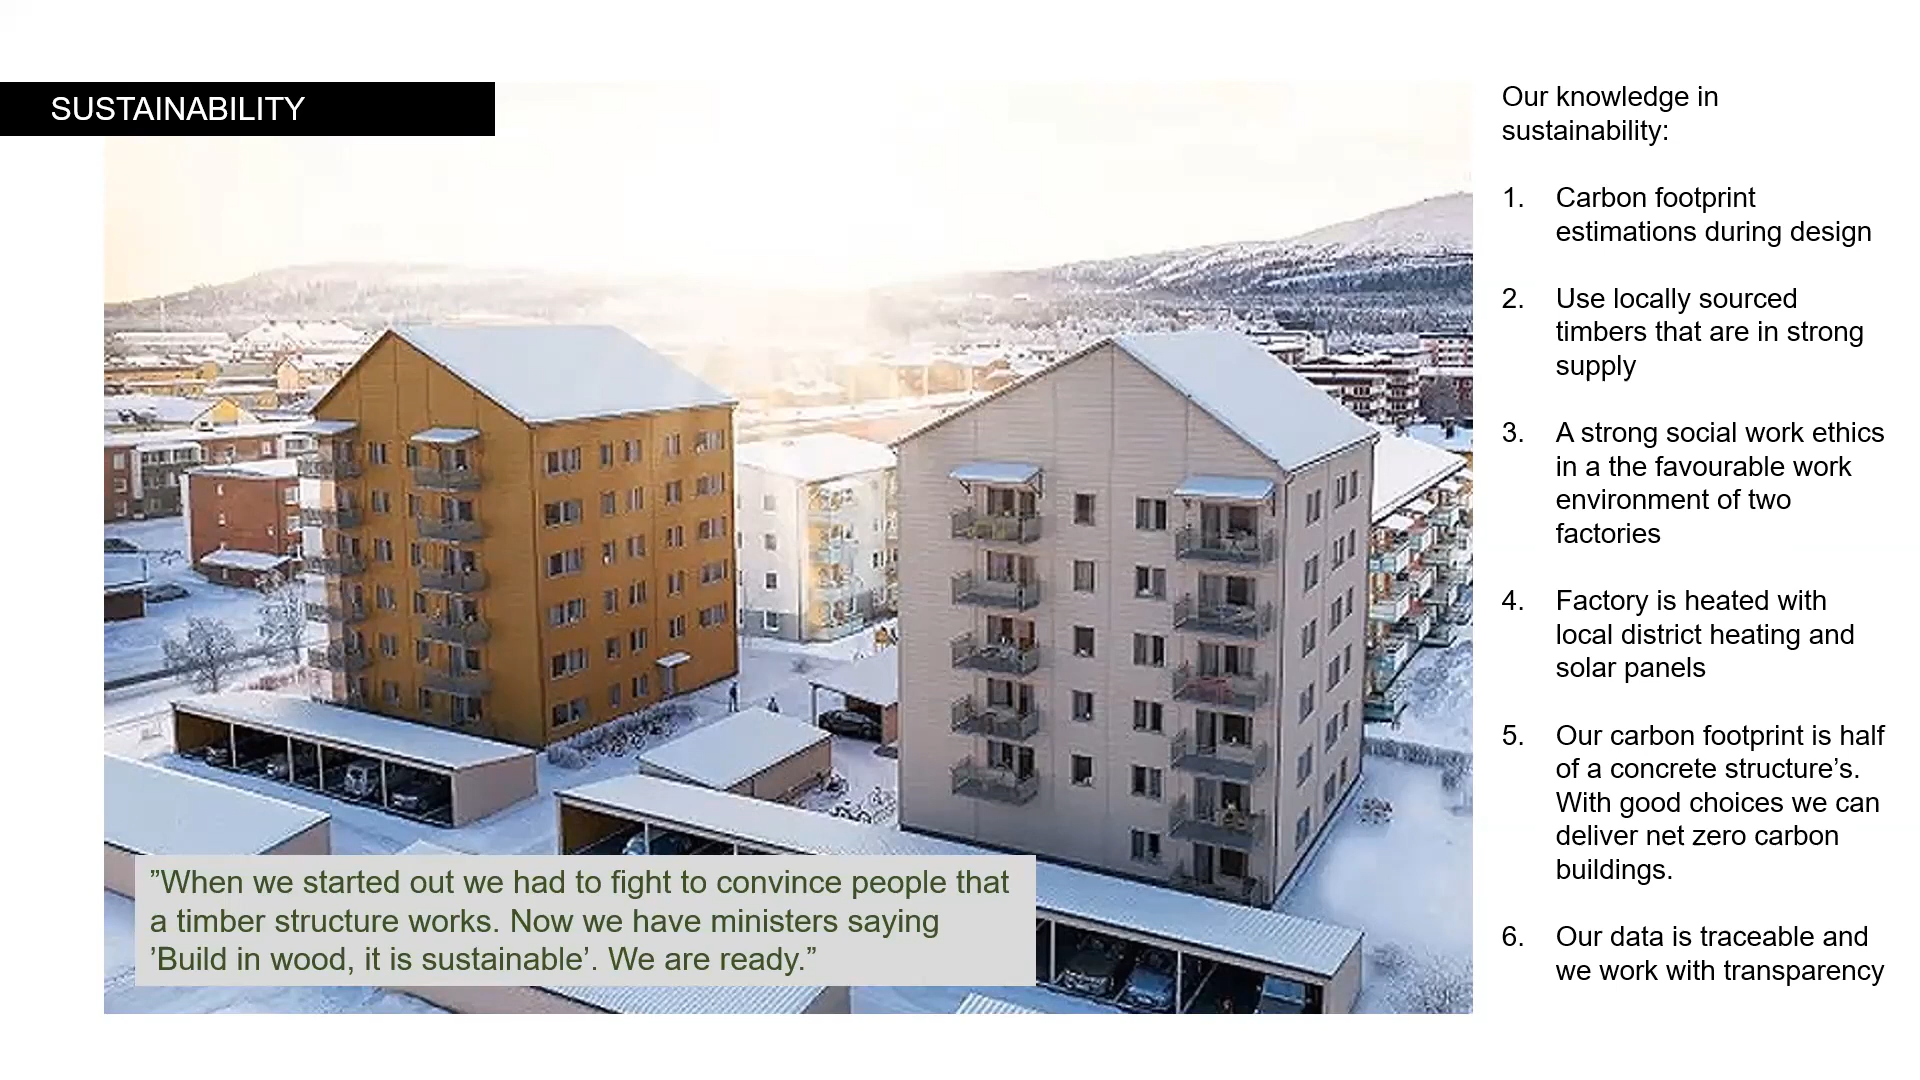 SUSTAINABILITY
Our knowledge in
sustainability:
1. Carbon footprint
estimations during design
2. Use locally sourced
timbers that are in strong
supply
3. A strong social work ethics
in a the favourable work
environment of two
factories
4. Factory is heated with
local district heating and
solar panels
5. Our carbon footprint is half
of a concrete structure’s.
With good choices we can
deliver net zero carbon
buildings.
6. Our data is traceable and
we work with transparency
”When we started out we had to fight to convince people that
a timber structure works. Now we have ministers saying
’Build in wood, it is sustainable’. We are ready.”